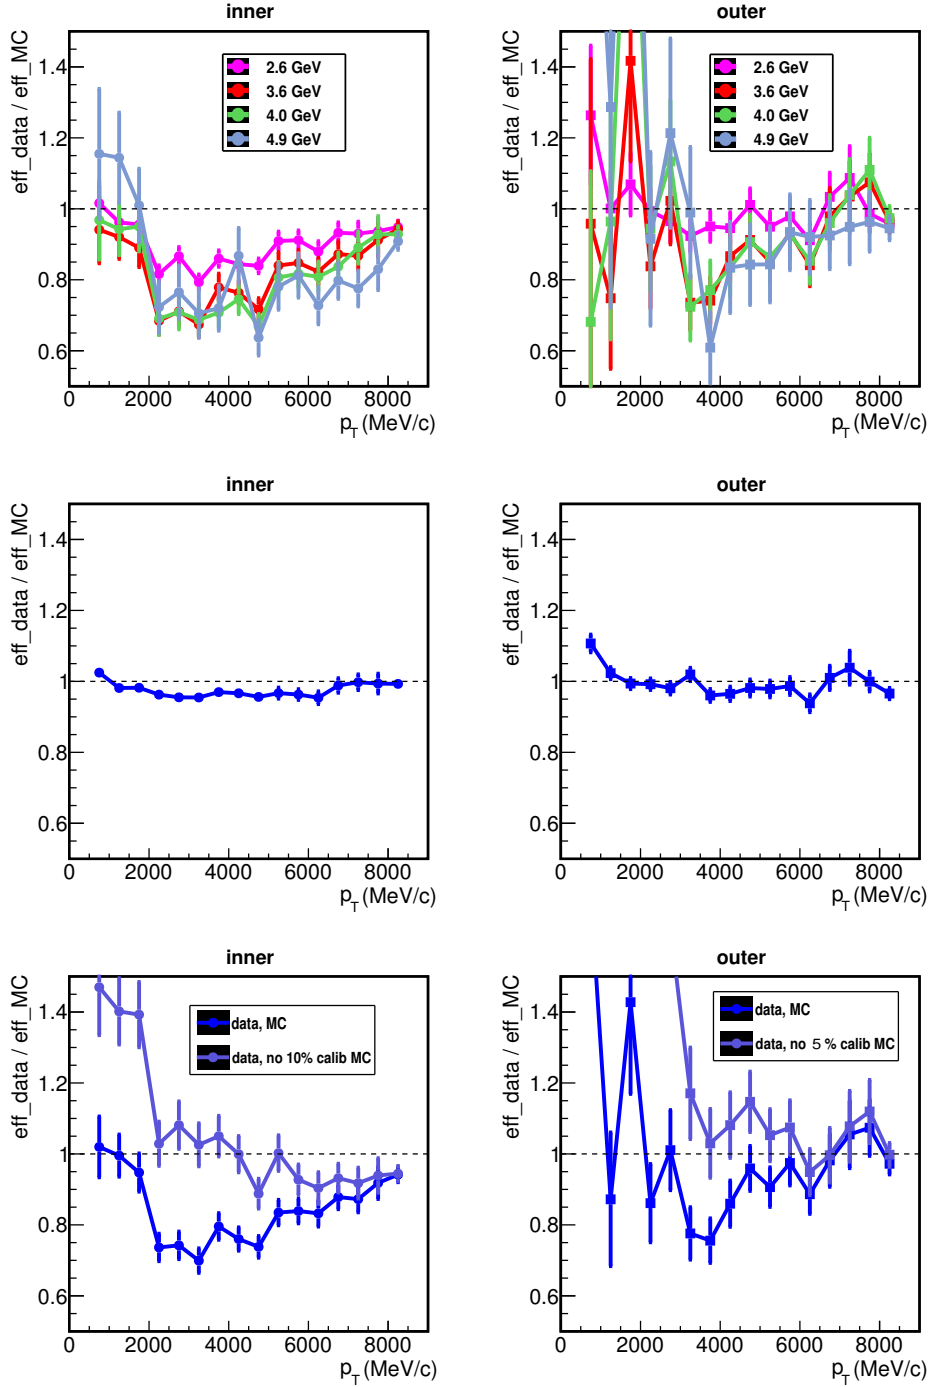 inner
eff_data / eff_MC
1.4
1.2
1
0.8
0.6
2.6 GeV
3.6 GeV
4.0 GeV
4.9 GeV
0 2000 4000 6000 8000
p_T (MeV/c)
outer
eff_data / eff_MC
1.4
1.2
1
0.8
0.6
2.6 GeV
3.6 GeV
4.0 GeV
4.9 GeV
0 2000 4000 6000 8000
p_T (MeV/c)
inner
eff_data / eff_MC
1.4
1.2
1
0.8
0.6
0 2000 4000 6000 8000
p_T (MeV/c)
outer
eff_data / eff_MC
1.4
1.2
1
0.8
0.6
0 2000 4000 6000 8000
p_T (MeV/c)
inner
eff_data / eff_MC
1.4
1.2
1
0.8
0.6
data, MC
data, no 10% calib MC
0 2000 4000 6000 8000
p_T (MeV/c)
outer
eff_data / eff_MC
1.4
1.2
1
0.8
0.6
data, MC
data, no 5 % calib MC
0 2000 4000 6000 8000
p_T (MeV/c)